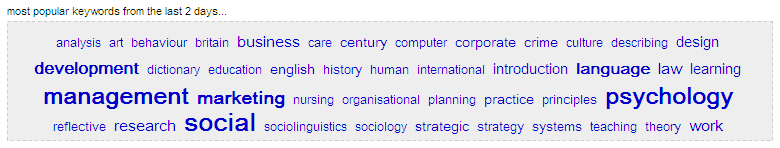 most popular keywords from the last 2 days...
analysis art behaviour britain business care century computer corporate crime culture describing design
development dictionary education english history human international introduction language law learning
management marketing nursing organisational planning practice principles psychology
reflective research social sociolinguistics sociology strategic strategy systems teaching theory work